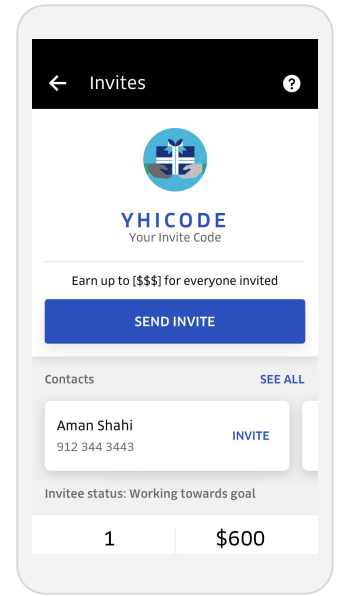 Invites
?
YHICODE
Your Invite Code
Earn up to [$$$] for everyone invited
SEND INVITE
Contacts SEE ALL
Aman Shahi
INVITE
912 344 3443
Invitee status: Working towards goal
1 $600